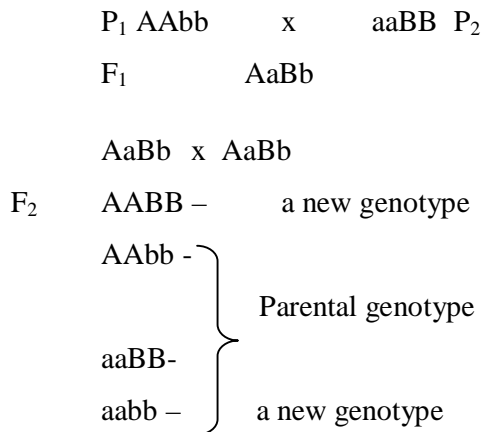 P₁ AAbb x aaBB P₂
F₁ AaBb
AaBb x AaBb
F₂ AABB – a new genotype
AAbb -
Parental genotype
aaBB-
aabb – a new genotype